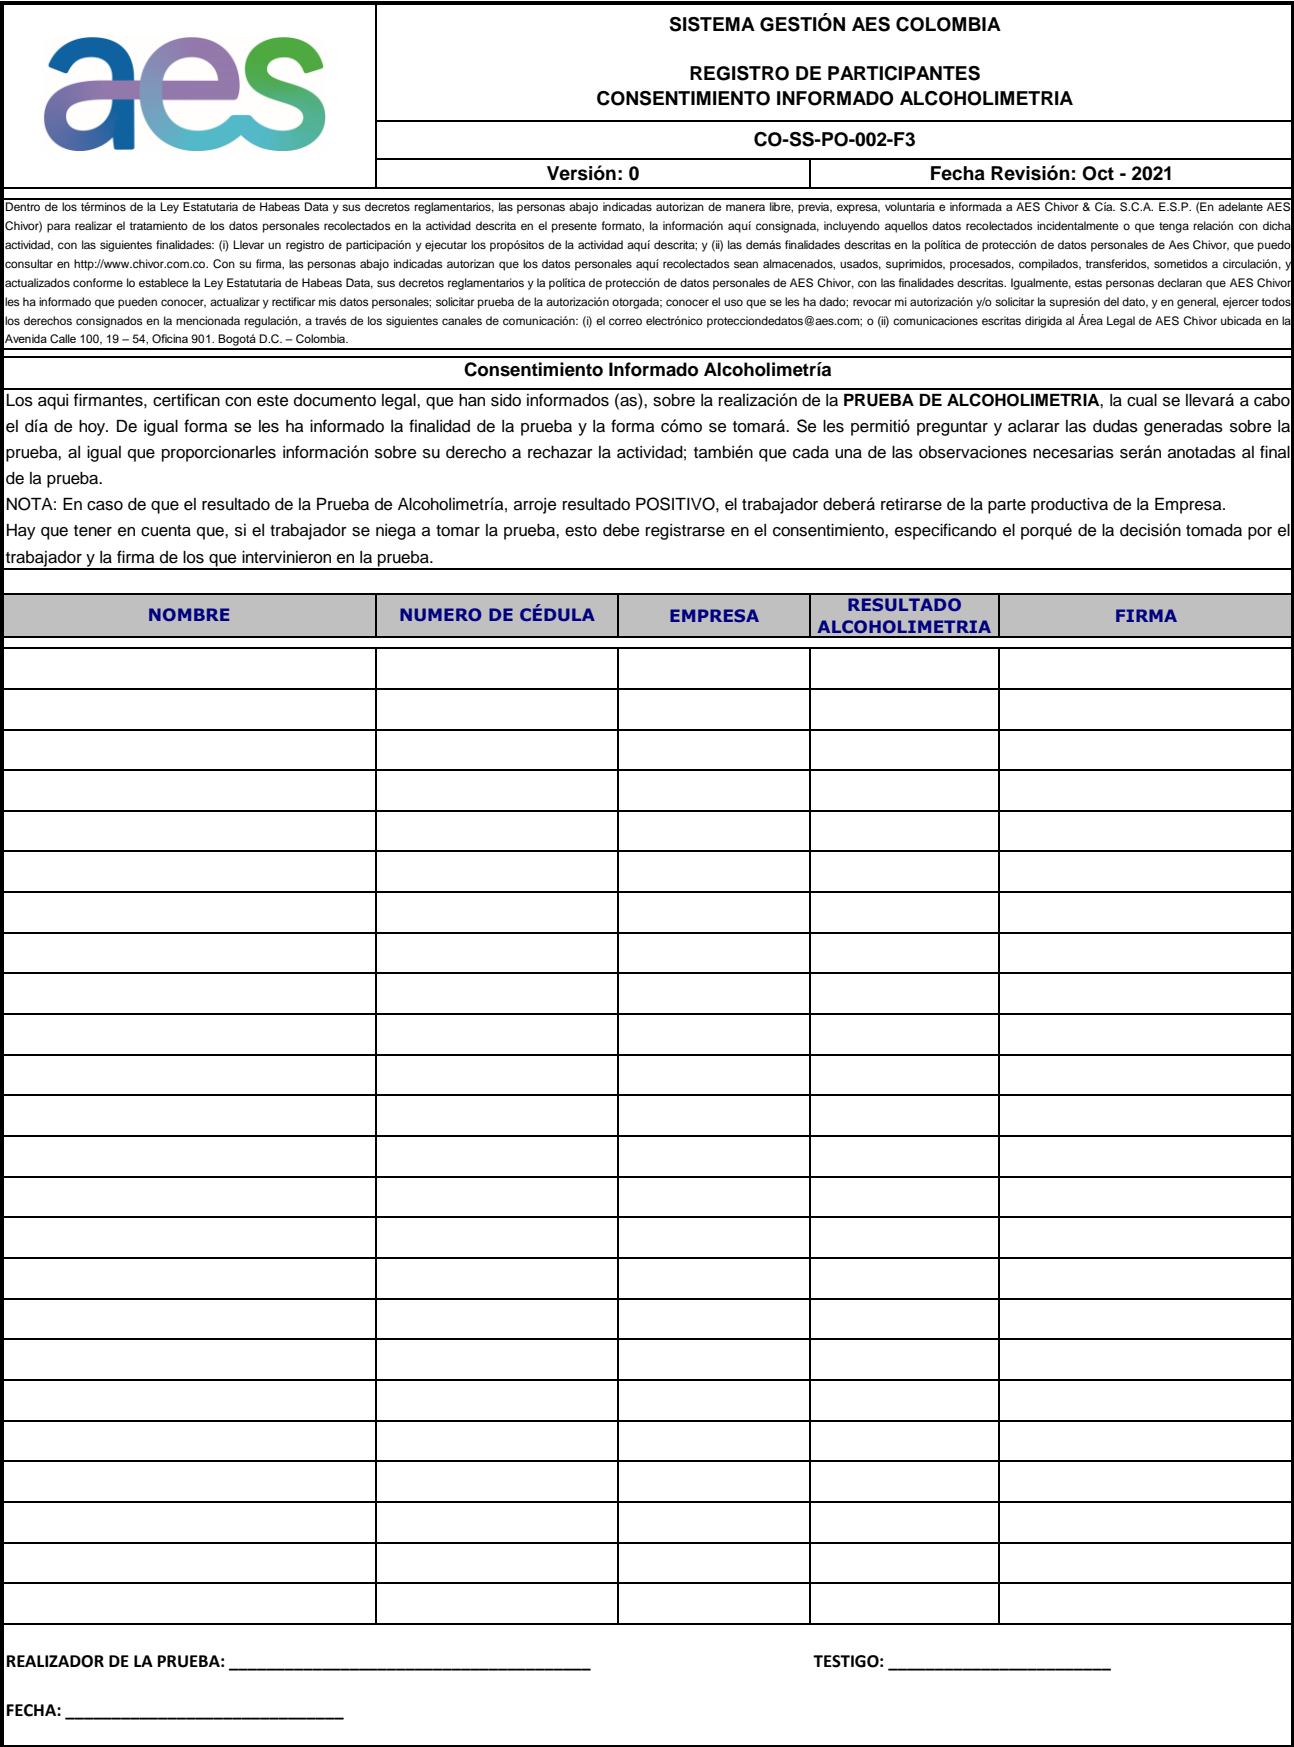 aes
SISTEMA GESTIÓN AES COLOMBIA
REGISTRO DE PARTICIPANTES
CONSENTIMIENTO INFORMADO ALCOHOLIMETRIA
CO-SS-PO-002-F3
Versión: 0
Fecha Revisión: Oct - 2021
Dentro de los términos de la Ley Estatutaria de Habeas Data y sus decretos reglamentarios, las personas abajo indicadas autorizan de manera libre, previa, expresa, voluntaria e informada a AES Chivor & Cía. S.C.A. E.S.P. (En adelante AES
Chivor) para realizar el tratamiento de los datos personales recolectados en la actividad descrita en el presente formato, la información aquí consignada, incluyendo aquellos datos recolectados incidentalmente o que tenga relación con dicha
actividad, con las siguientes finalidades: (i) Llevar un registro de participación y ejecutar los propósitos de la actividad aquí descrita; y (ii) las demás finalidades descritas en la política de protección de datos personales de Aes Chivor, que puedo
consultar en http://www.chivor.com.co. Con su firma, las personas abajo indicadas autorizan que los datos personales aquí recolectados sean almacenados, usados, suprimidos, procesados, compilados, transferidos, sometidos a circulación, y
actualizados conforme lo establece la Ley Estatutaria de Habeas Data, sus decretos reglamentarios y la política de protección de datos personales de AES Chivor, con las finalidades descritas. Igualmente, estas personas declaran que AES Chivor
les ha informado que pueden conocer, actualizar y rectificar mis datos personales; solicitar prueba de la autorización otorgada; conocer el uso que se les ha dado; revocar mi autorización y/o solicitar la supresión del dato, y en general, ejercer todos
los derechos consignados en la mencionada regulación, a través de los siguientes canales de comunicación: (i) el correo electrónico protecciondedatos@aes.com; o (ii) comunicaciones escritas dirigida al Área Legal de AES Chivor ubicada en la
Avenida Calle 100, 19 – 54, Oficina 901. Bogotá D.C. – Colombia.
Consentimiento Informado Alcoholimetría
Los aqui firmantes, certifican con este documento legal, que han sido informados (as), sobre la realización de la PRUEBA DE ALCOHOLIMETRIA, la cual se llevará a cabo
el día de hoy. De igual forma se les ha informado la finalidad de la prueba y la forma cómo se tomará. Se les permitió preguntar y aclarar las dudas generadas sobre la
prueba, al igual que proporcionarles información sobre su derecho a rechazar la actividad; también que cada una de las observaciones necesarias serán anotadas al final
de la prueba.
NOTA: En caso de que el resultado de la Prueba de Alcoholimetría, arroje resultado POSITIVO, el trabajador deberá retirarse de la parte productiva de la Empresa.
Hay que tener en cuenta que, si el trabajador se niega a tomar la prueba, esto debe registrarse en el consentimiento, especificando el porqué de la decisión tomada por el
trabajador y la firma de los que intervinieron en la prueba.
NOMBRE
NUMERO DE CÉDULA
EMPRESA
RESULTADO
ALCOHOLIMETRIA
FIRMA
REALIZADOR DE LA PRUEBA: _______________________________________
TESTIGO: ________________________
FECHA: ______________________________